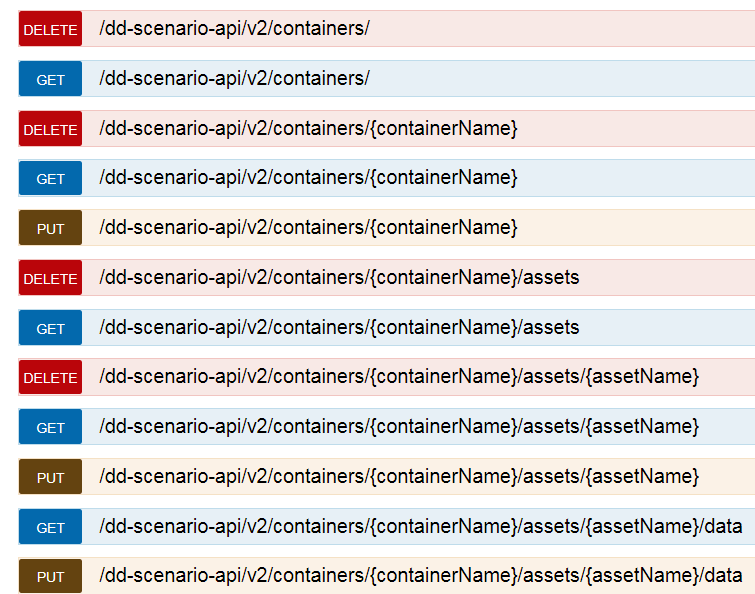 DELETE /dd-scenario-api/v2/containers/
GET /dd-scenario-api/v2/containers/
DELETE /dd-scenario-api/v2/containers/{containerName}
GET /dd-scenario-api/v2/containers/{containerName}
PUT /dd-scenario-api/v2/containers/{containerName}
DELETE /dd-scenario-api/v2/containers/{containerName}/assets
GET /dd-scenario-api/v2/containers/{containerName}/assets
DELETE /dd-scenario-api/v2/containers/{containerName}/assets/{assetName}
GET /dd-scenario-api/v2/containers/{containerName}/assets/{assetName}
PUT /dd-scenario-api/v2/containers/{containerName}/assets/{assetName}
GET /dd-scenario-api/v2/containers/{containerName}/assets/{assetName}/data
PUT /dd-scenario-api/v2/containers/{containerName}/assets/{assetName}/data